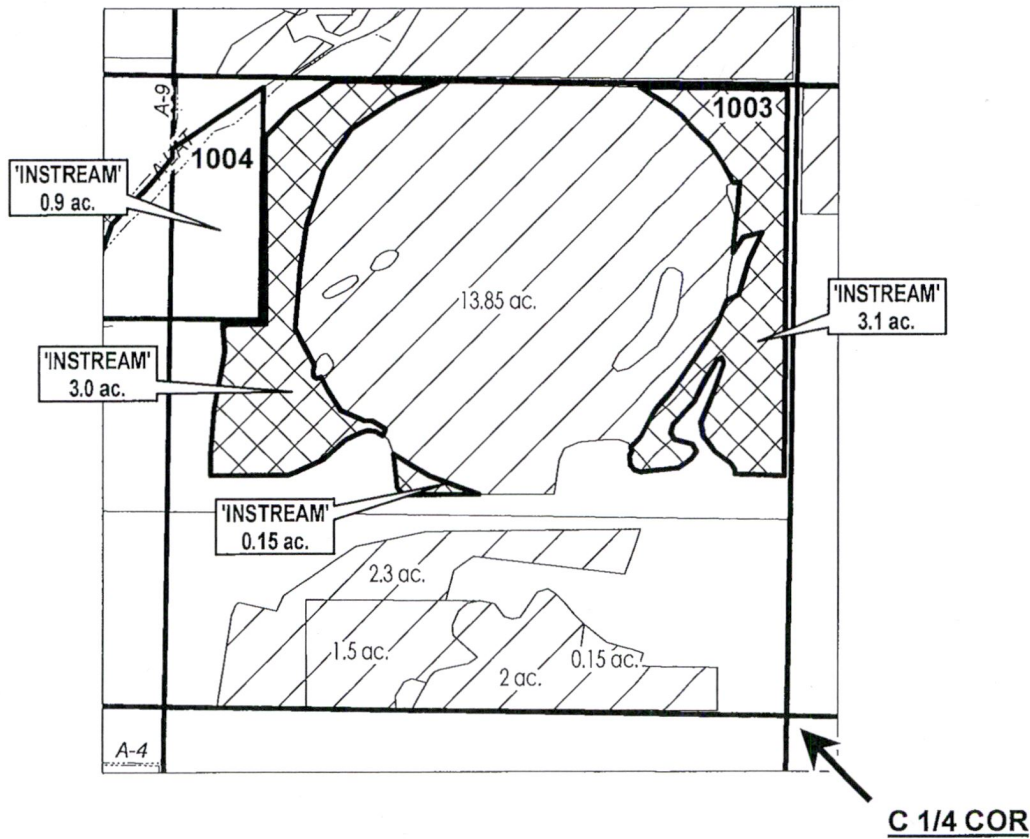 A-9
1003
1004
'INSTREAM'
0.9 ac.
13.85 ac.
'INSTREAM'
3.1 ac.
'INSTREAM'
3.0 ac.
'INSTREAM'
0.15 ac.
2.3 ac.
1.5 ac.
0.15 ac.
2 ac.
A-4
C 1/4 COR